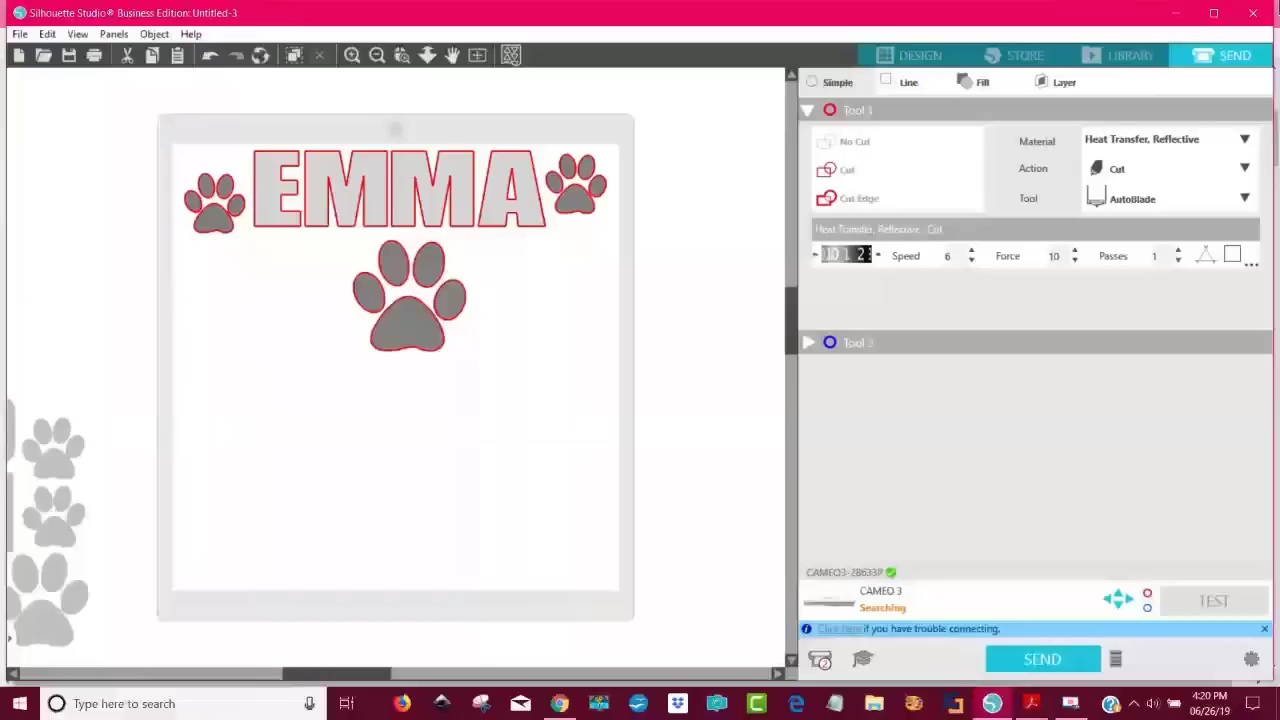 Silhouette Studio® Business Edition: Untitled-3
File Edit View Panels Object Help
DESIGN STORE LIBRARY SEND
Simple Line Fill Layer
Tool 1
No Cut
Cut
Cut Edge
Material Heat Transfer, Reflective
Action Cut
Tool AutoBlade
Heat Transfer, Reflective Cut
Speed 6 Force 10 Passes 1
EMMA
CAMEO 3
Searching
TEST
Click here if you have trouble connecting.
SEND
Type here to search
4:20 PM
06/26/19